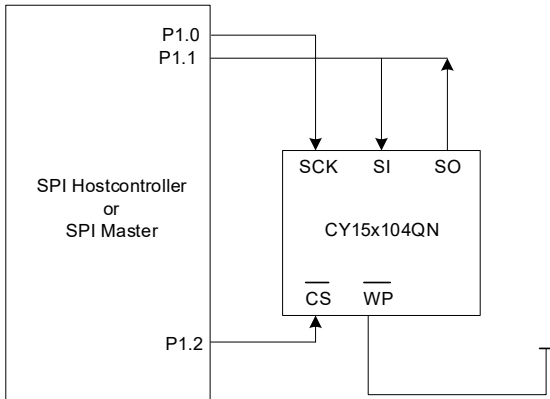 P1.0
P1.1
SCK SI SO
SPI Hostcontroller
or
SPI Master
CY15x104QN
CS WP
P1.2